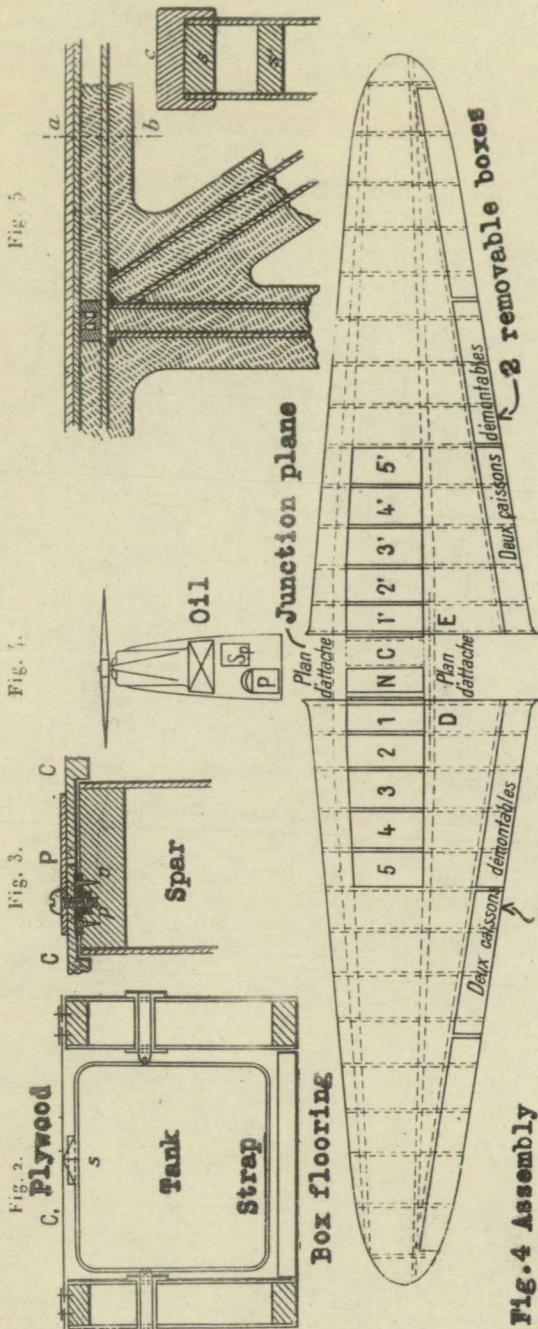 Fig. 2.
C, Plywood
s
Tank
Strap
Box flooring
Fig. 3.
C P C
p p
Spar
Fig. 4.
Oil
Sp
P
Junction plane
Plan d'attache
Fig. 5
a
b
c
s
s'
5 4 3 2 1 N C 1' 2' 3' 4' 5'
D E
Plan d'attache
Deux caissons démontables
Deux caissons démontables
2 removable boxes
Fig.4 Assembly